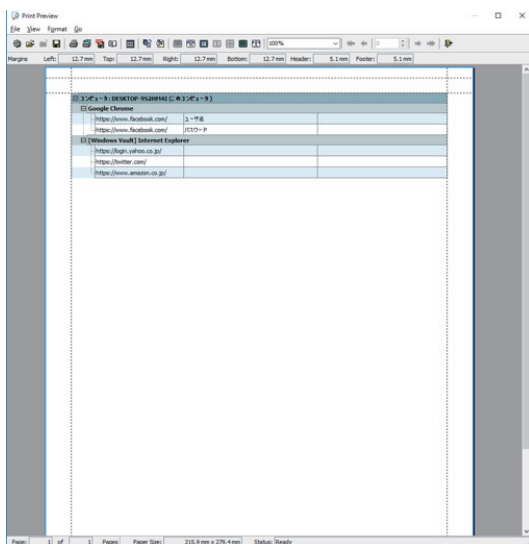 Print Preview
File View Format Go
100% 0
Margins Left: 12.7 mm Top: 12.7 mm Right: 12.7 mm Bottom: 12.7 mm Header: 5.1 mm Footer: 5.1 mm
コンピュータ: DESKTOP-9S2HM4I (このコンピュータ)
Google Chrome
https://www.facebook.com/ ユーザ名
https://www.facebook.com/ パスワード
[Windows Vault] Internet Explorer
https://login.yahoo.co.jp/
https://twitter.com/
https://www.amazon.co.jp/
Page: 1 of 1 Pages Paper Size: 215.9 mm x 279.4 mm Status: Ready